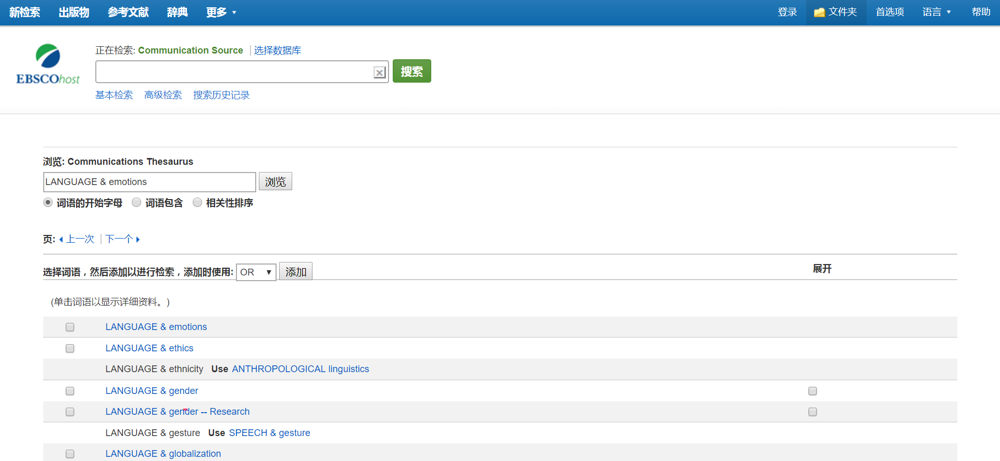 新检索 出版物 参考文献 辞典 更多 登录 文件夹 首选项 语言 帮助
正在检索: Communication Source 选择数据库
EBSCOhost
搜索
基本检索 高级检索 搜索历史记录
浏览: Communications Thesaurus
LANGUAGE & emotions 浏览
词语的开始字母 词语包含 相关性排序
页: 上一次 下一个
选择词语，然后添加以进行检索，添加时使用: OR 添加 展开
(单击词语以显示详细资料。)
LANGUAGE & emotions
LANGUAGE & ethics
LANGUAGE & ethnicity Use ANTHROPOLOGICAL linguistics
LANGUAGE & gender
LANGUAGE & gender -- Research
LANGUAGE & gesture Use SPEECH & gesture
LANGUAGE & globalization